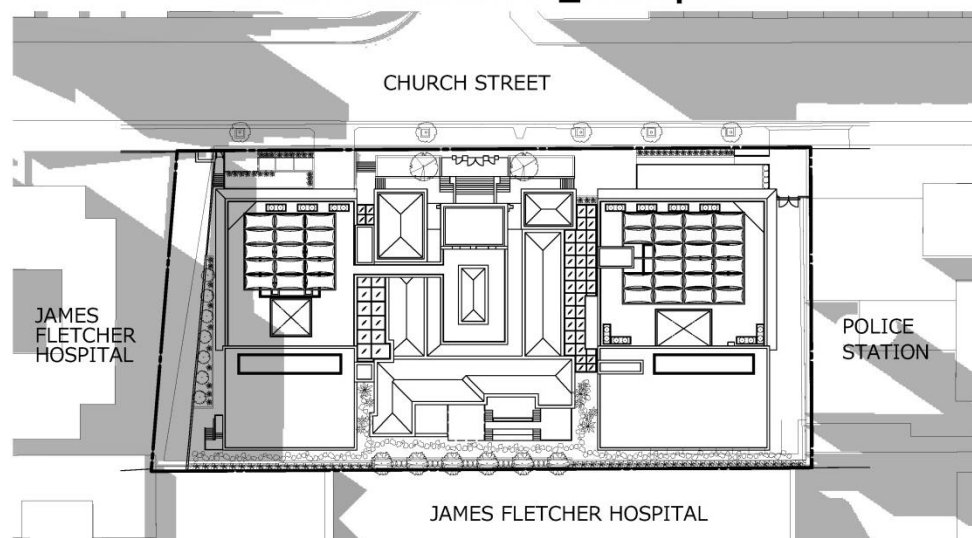 CHURCH STREET
JAMES
FLETCHER
HOSPITAL
POLICE
STATION
JAMES FLETCHER HOSPITAL